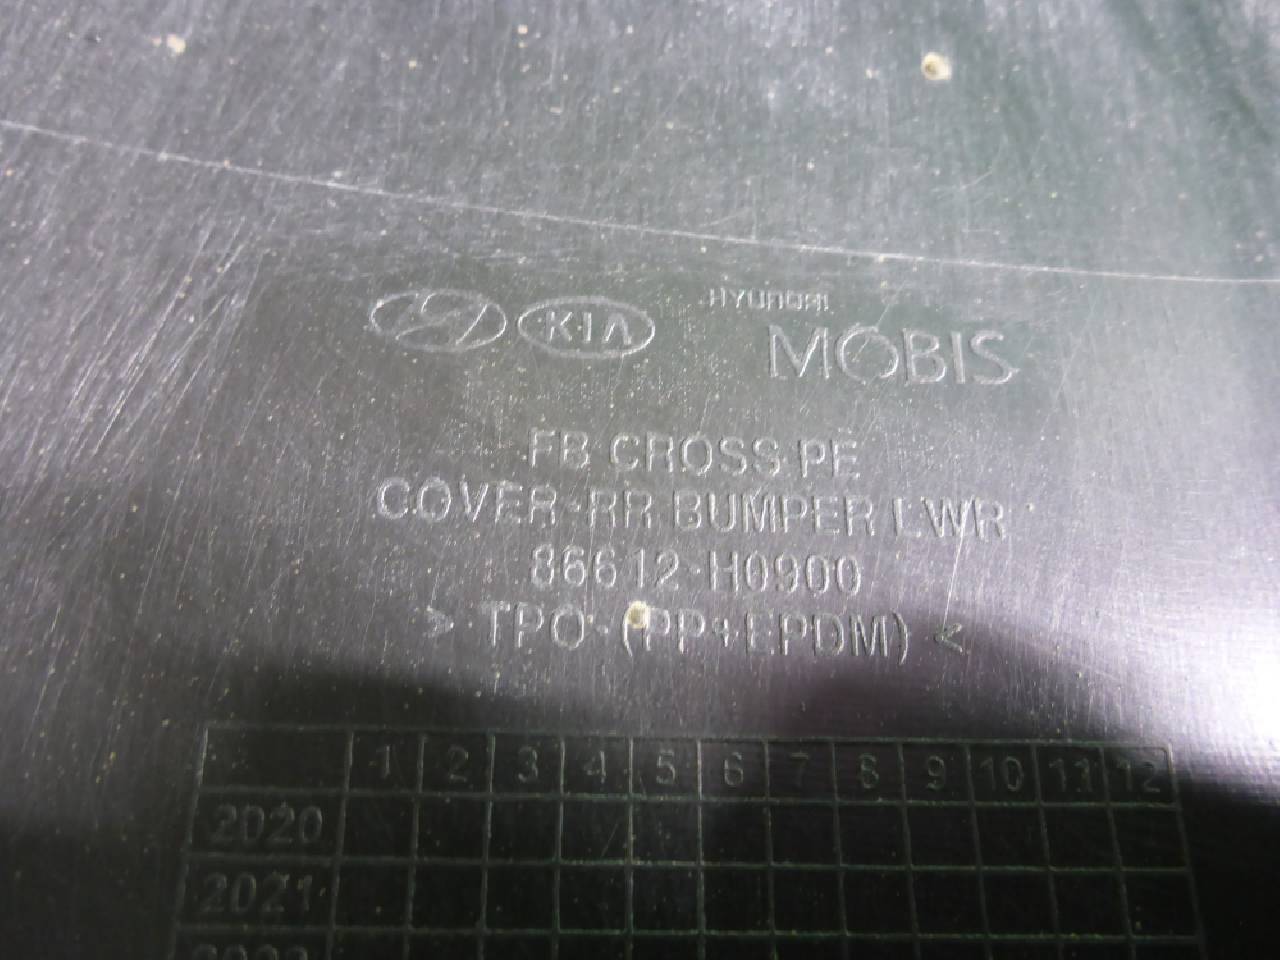 KIA
HYUNDAI
MOBIS
FB CROSS PE
COVER-RR BUMPER LWR
86612-H0900
> TPO-(PP+EPDM) <
1 2 3 4 5 6 7 8 9 10 11 12
2020
2021